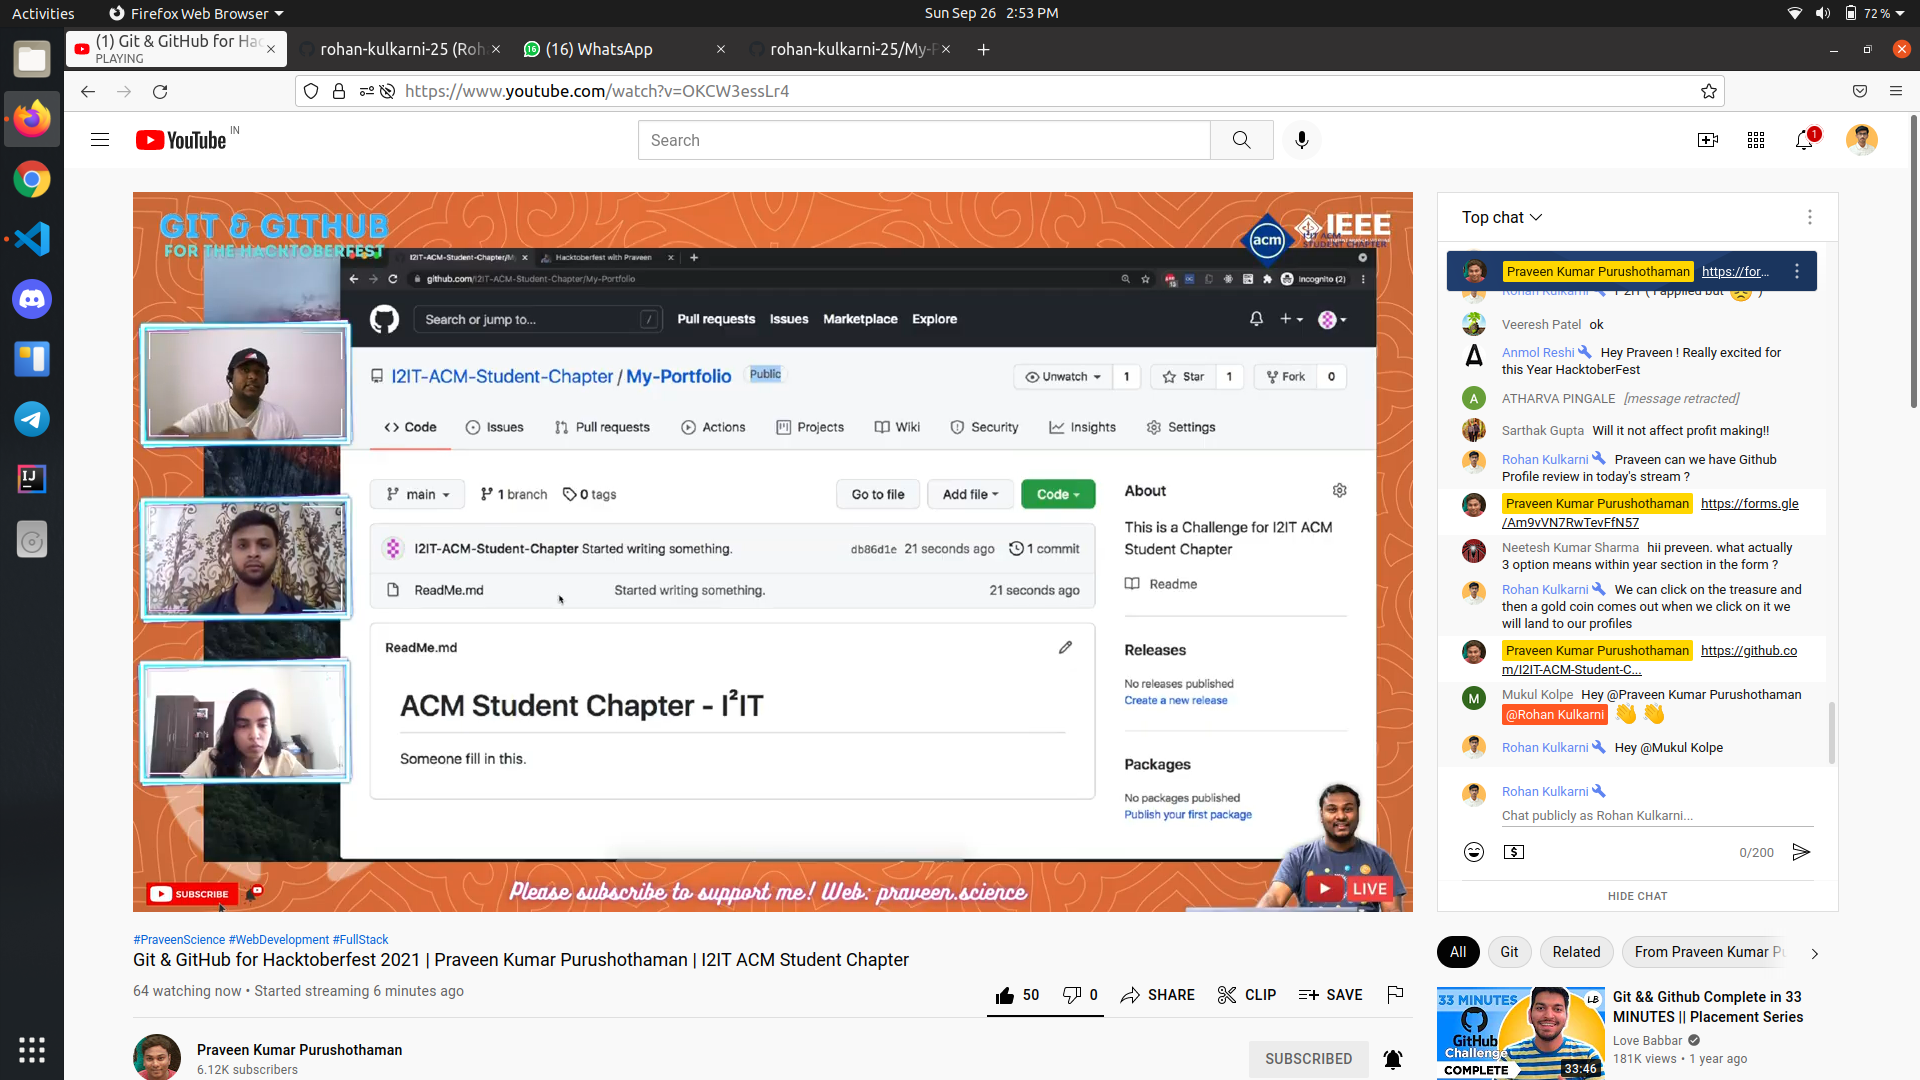 Activities
Firefox Web Browser
Sun Sep 26 2:53 PM
72 %
(1) Git & GitHub for Hac
PLAYING
rohan-kulkarni-25 (Roh
(16) WhatsApp
rohan-kulkarni-25/My-P
https://www.youtube.com/watch?v=OKCW3essLr4
YouTube IN
Search
1
GIT & GITHUB
FOR THE HACKTOBERFEST
acm
IEEE
I2IT-ACM-Student-Chapter/M
Hacktoberfest with Praveen
github.com/I2IT-ACM-Student-Chapter/My-Portfolio
Incognito (2)
Search or jump to...
/
Pull requests
Issues
Marketplace
Explore
I2IT-ACM-Student-Chapter / My-Portfolio
Public
Unwatch 1
Star 1
Fork 0
Code
Issues
Pull requests
Actions
Projects
Wiki
Security
Insights
Settings
main
1 branch
0 tags
Go to file
Add file
Code
I2IT-ACM-Student-Chapter Started writing something.
db86d1e 21 seconds ago
1 commit
ReadMe.md
Started writing something.
21 seconds ago
ReadMe.md
ACM Student Chapter - I²IT
Someone fill in this.
About
This is a Challenge for I2IT ACM
Student Chapter
Readme
Releases
No releases published
Create a new release
Packages
No packages published
Publish your first package
SUBSCRIBE
Please subscribe to support me! Web: praveen.science
LIVE
#PraveenScience #WebDevelopment #FullStack
Git & GitHub for Hacktoberfest 2021 | Praveen Kumar Purushothaman | I2IT ACM Student Chapter
64 watching now • Started streaming 6 minutes ago
50
0
SHARE
CLIP
SAVE
Praveen Kumar Purushothaman
6.12K subscribers
SUBSCRIBED
Top chat
Praveen Kumar Purushothaman https://for...
Rohan Kulkarni I²IT ( I applied but 😥 )
Veeresh Patel ok
Anmol Reshi Hey Praveen ! Really excited for
this Year HacktoberFest
A
ATHARVA PINGALE [message retracted]
Sarthak Gupta Will it not affect profit making!!
Rohan Kulkarni Praveen can we have Github
Profile review in today's stream ?
Praveen Kumar Purushothaman https://forms.gle
/Am9vVN7RwTevFfN57
Neetesh Kumar Sharma hii preveen. what actually
3 option means within year section in the form ?
Rohan Kulkarni We can click on the treasure and
then a gold coin comes out when we click on it we
will land to our profiles
Praveen Kumar Purushothaman https://github.co
m/I2IT-ACM-Student-C...
M
Mukul Kolpe Hey @Praveen Kumar Purushothaman
@Rohan Kulkarni 👋 👋
Rohan Kulkarni Hey @Mukul Kolpe
Rohan Kulkarni
Chat publicly as Rohan Kulkarni...
0/200
HIDE CHAT
All
Git
Related
From Praveen Kumar Pu
33 MINUTES
LB
GitHub
Challenge
COMPLETE
33:46
Git && Github Complete in 33
MINUTES || Placement Series
Love Babbar
181K views • 1 year ago